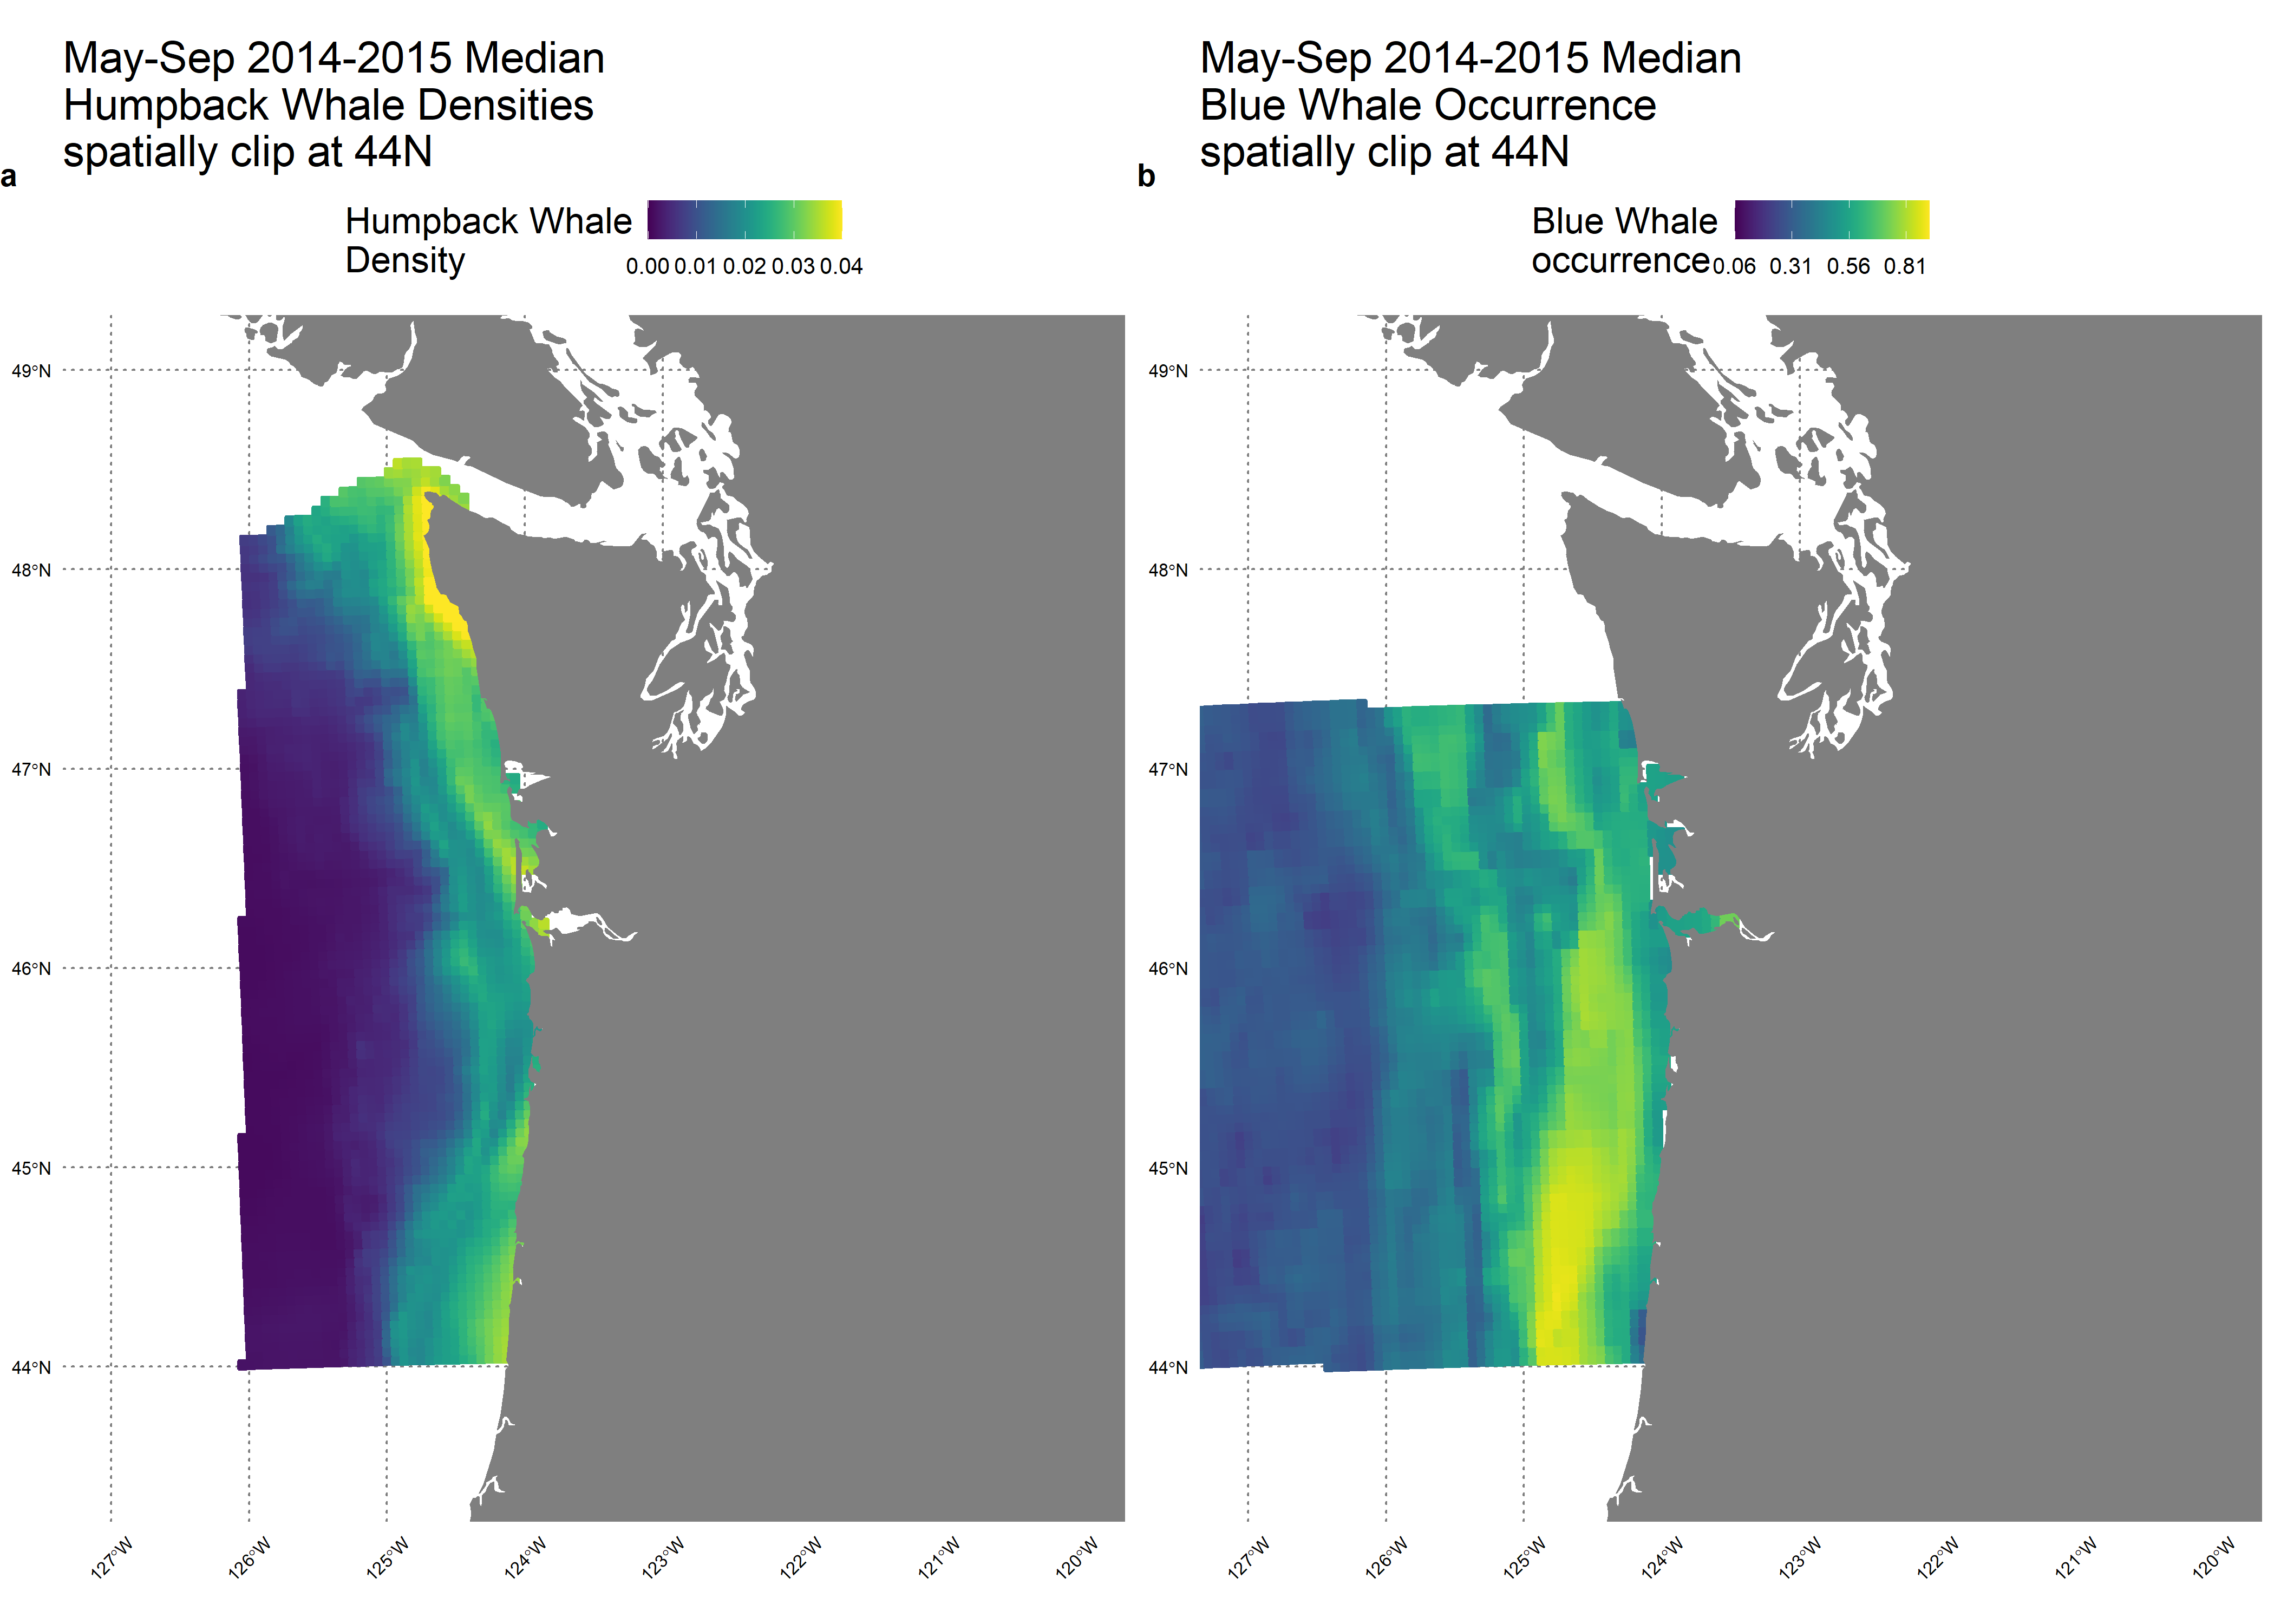 May-Sep 2014-2015 Median
Humpback Whale Densities
spatially clip at 44N
a
Humpback Whale
Density
0.00 0.01 0.02 0.03 0.04
49°N
48°N
47°N
46°N
45°N
44°N
127°W 126°W 125°W 124°W 123°W 122°W 121°W 120°W
May-Sep 2014-2015 Median
Blue Whale Occurrence
spatially clip at 44N
b
Blue Whale
occurrence
0.06 0.31 0.56 0.81
49°N
48°N
47°N
46°N
45°N
44°N
127°W 126°W 125°W 124°W 123°W 122°W 121°W 120°W